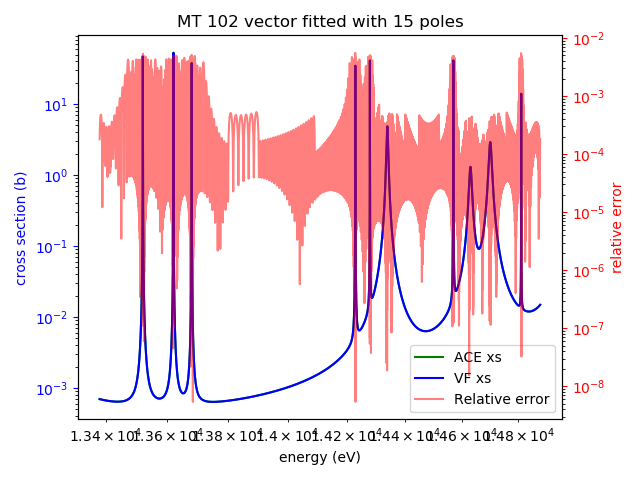 MT 102 vector fitted with 15 poles
10¹
10⁰
10⁻¹
10⁻²
10⁻³
cross section (b)
10⁻²
10⁻³
10⁻⁴
10⁻⁵
10⁻⁶
10⁻⁷
10⁻⁸
relative error
ACE xs
VF xs
Relative error
1.34 × 10⁴
1.36 × 10⁴
1.38 × 10⁴
1.4 × 10⁴
1.42 × 10⁴
1.44 × 10⁴
1.46 × 10⁴
1.48 × 10⁴
energy (eV)